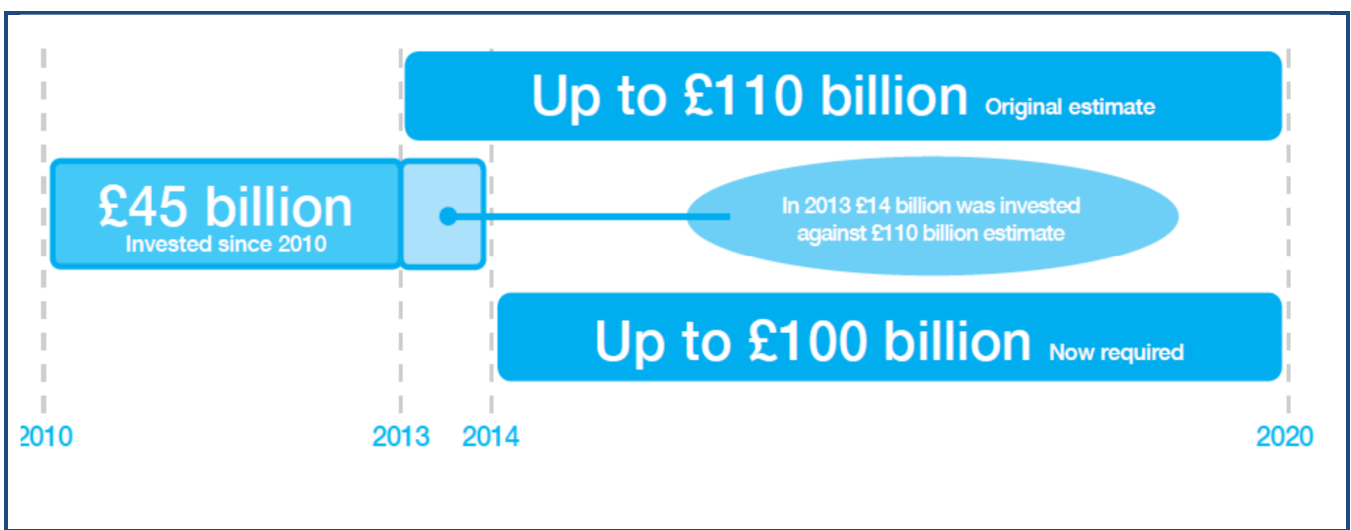 Up to £110 billion Original estimate
£45 billion
Invested since 2010
In 2013 £14 billion was invested
against £110 billion estimate
Up to £100 billion Now required
2010 2013 2014 2020